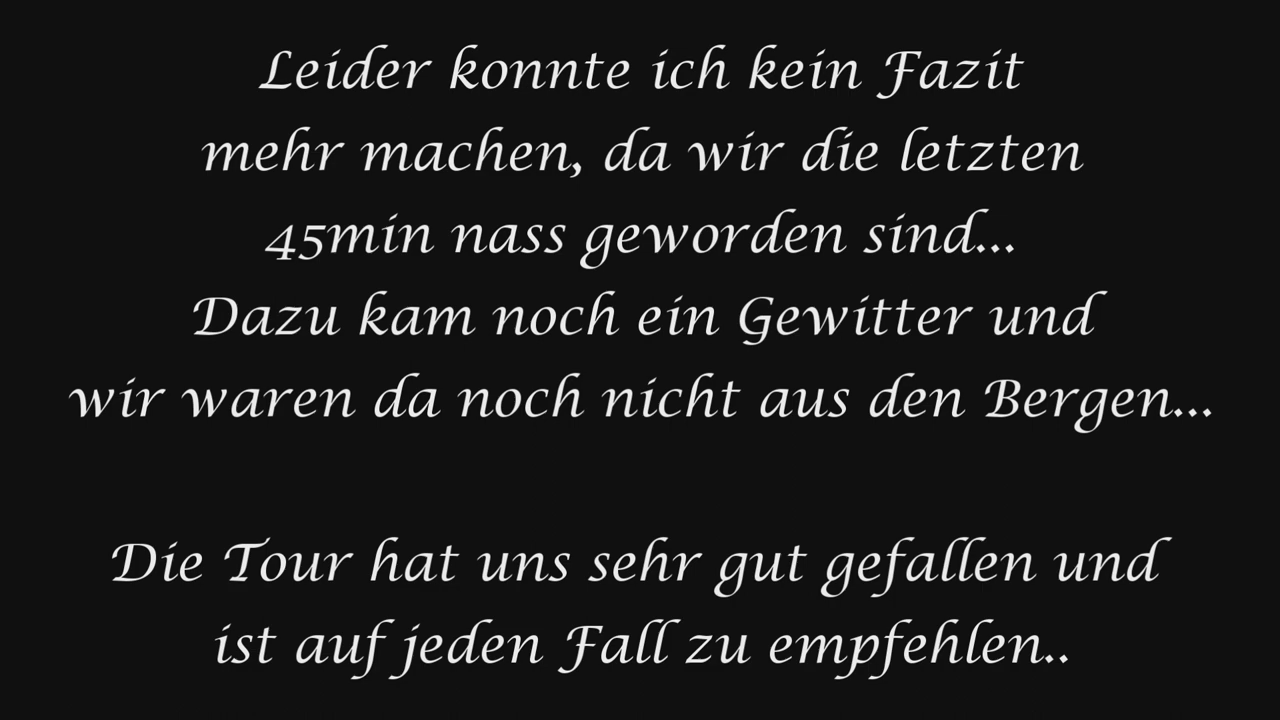 Leider konnte ich kein Fazit
mehr machen, da wir die letzten
45min nass geworden sind...
Dazu kam noch ein Gewitter und
wir waren da noch nicht aus den Bergen...
Die Tour hat uns sehr gut gefallen und
ist auf jeden Fall zu empfehlen..